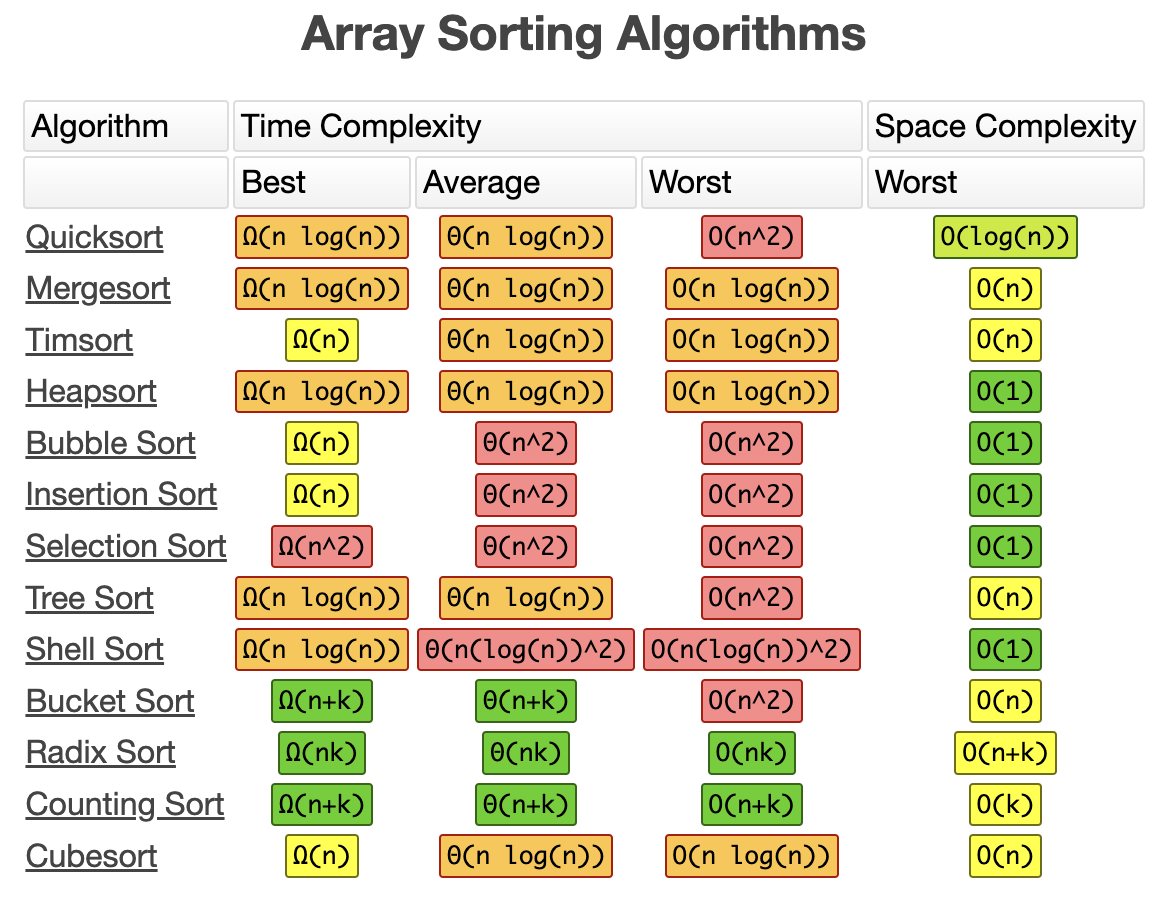 Array Sorting Algorithms
Algorithm Time Complexity Space Complexity
Best Average Worst Worst
Quicksort Ω(n log(n)) Θ(n log(n)) O(n^2) O(log(n))
Mergesort Ω(n log(n)) Θ(n log(n)) O(n log(n)) O(n)
Timsort Ω(n) Θ(n log(n)) O(n log(n)) O(n)
Heapsort Ω(n log(n)) Θ(n log(n)) O(n log(n)) O(1)
Bubble Sort Ω(n) Θ(n^2) O(n^2) O(1)
Insertion Sort Ω(n) Θ(n^2) O(n^2) O(1)
Selection Sort Ω(n^2) Θ(n^2) O(n^2) O(1)
Tree Sort Ω(n log(n)) Θ(n log(n)) O(n^2) O(n)
Shell Sort Ω(n log(n)) Θ(n(log(n))^2) O(n(log(n))^2) O(1)
Bucket Sort Ω(n+k) Θ(n+k) O(n^2) O(n)
Radix Sort Ω(nk) Θ(nk) O(nk) O(n+k)
Counting Sort Ω(n+k) Θ(n+k) O(n+k) O(k)
Cubesort Ω(n) Θ(n log(n)) O(n log(n)) O(n)